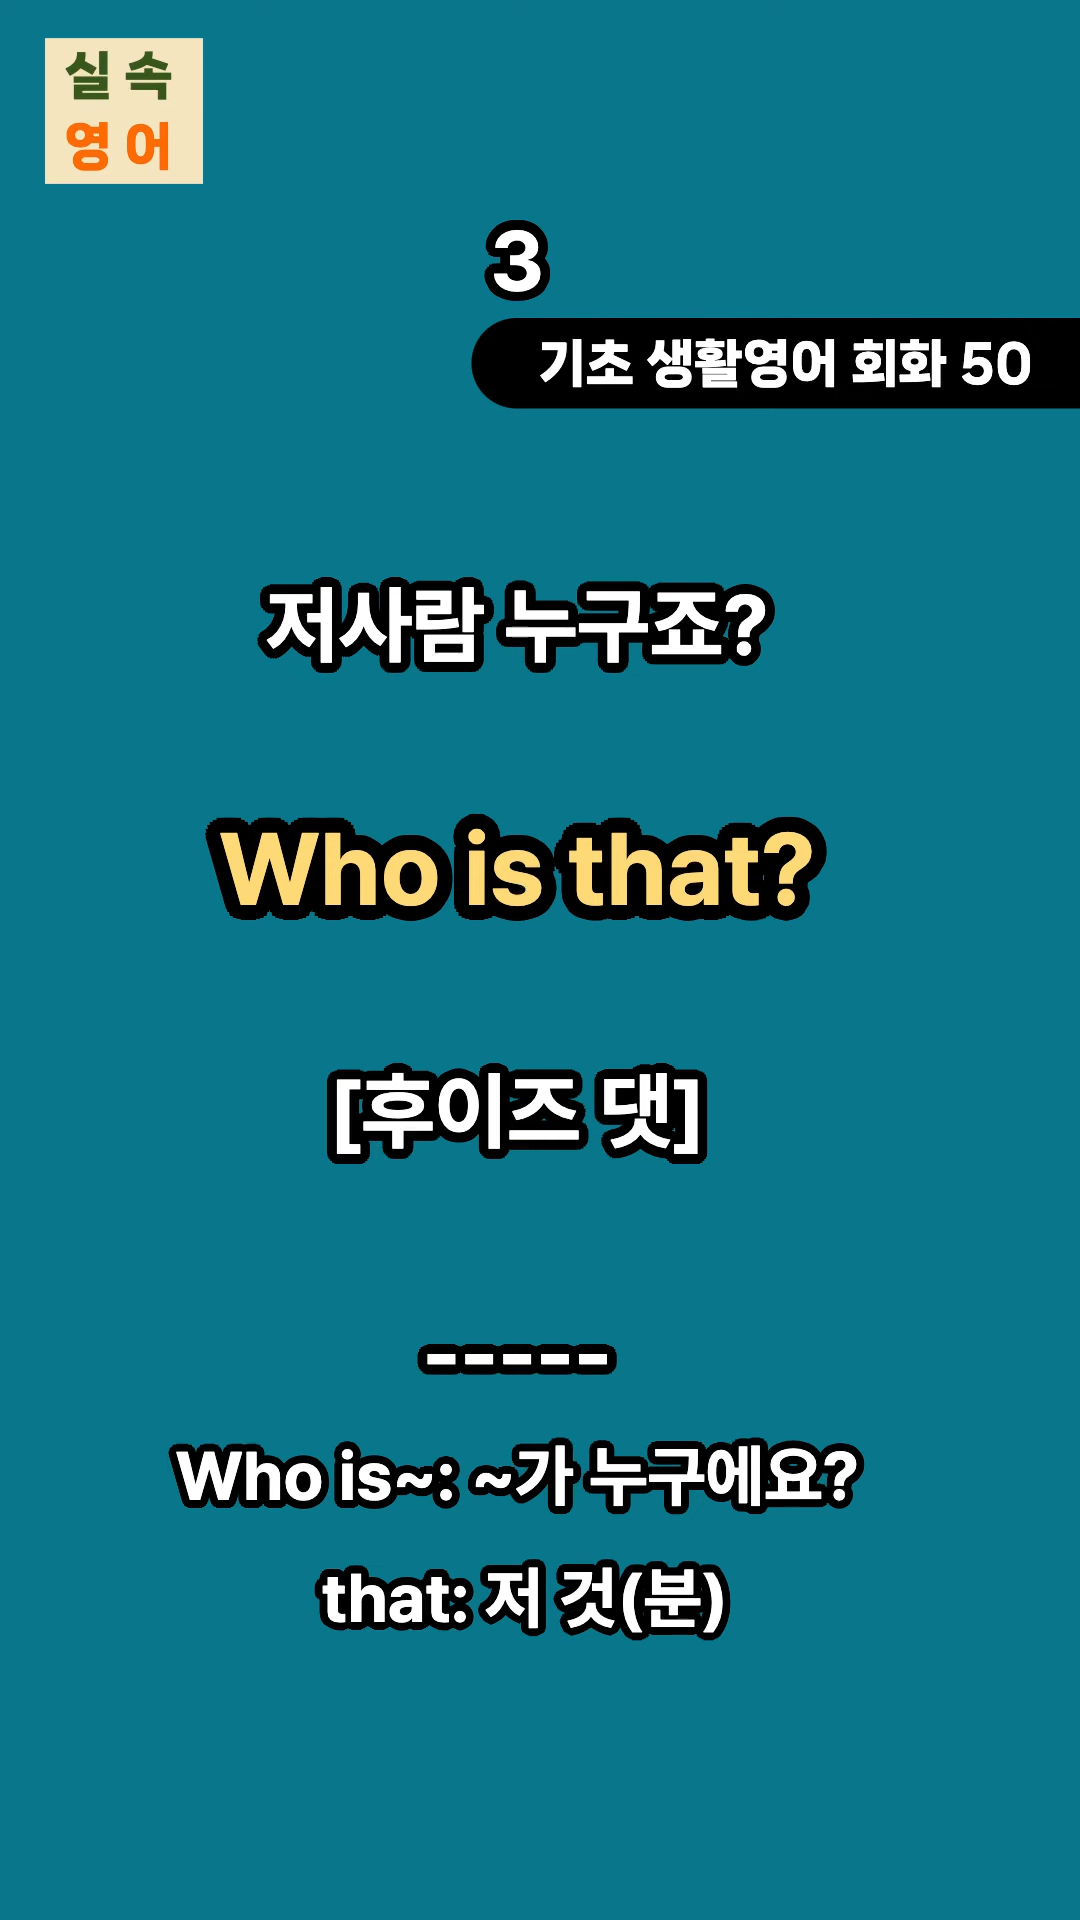 실속
영어
3
기초 생활영어 회화 50
저사람 누구죠?
Who is that?
[후이즈 댓]
-----
Who is~: ~가 누구에요?
that: 저 것(분)